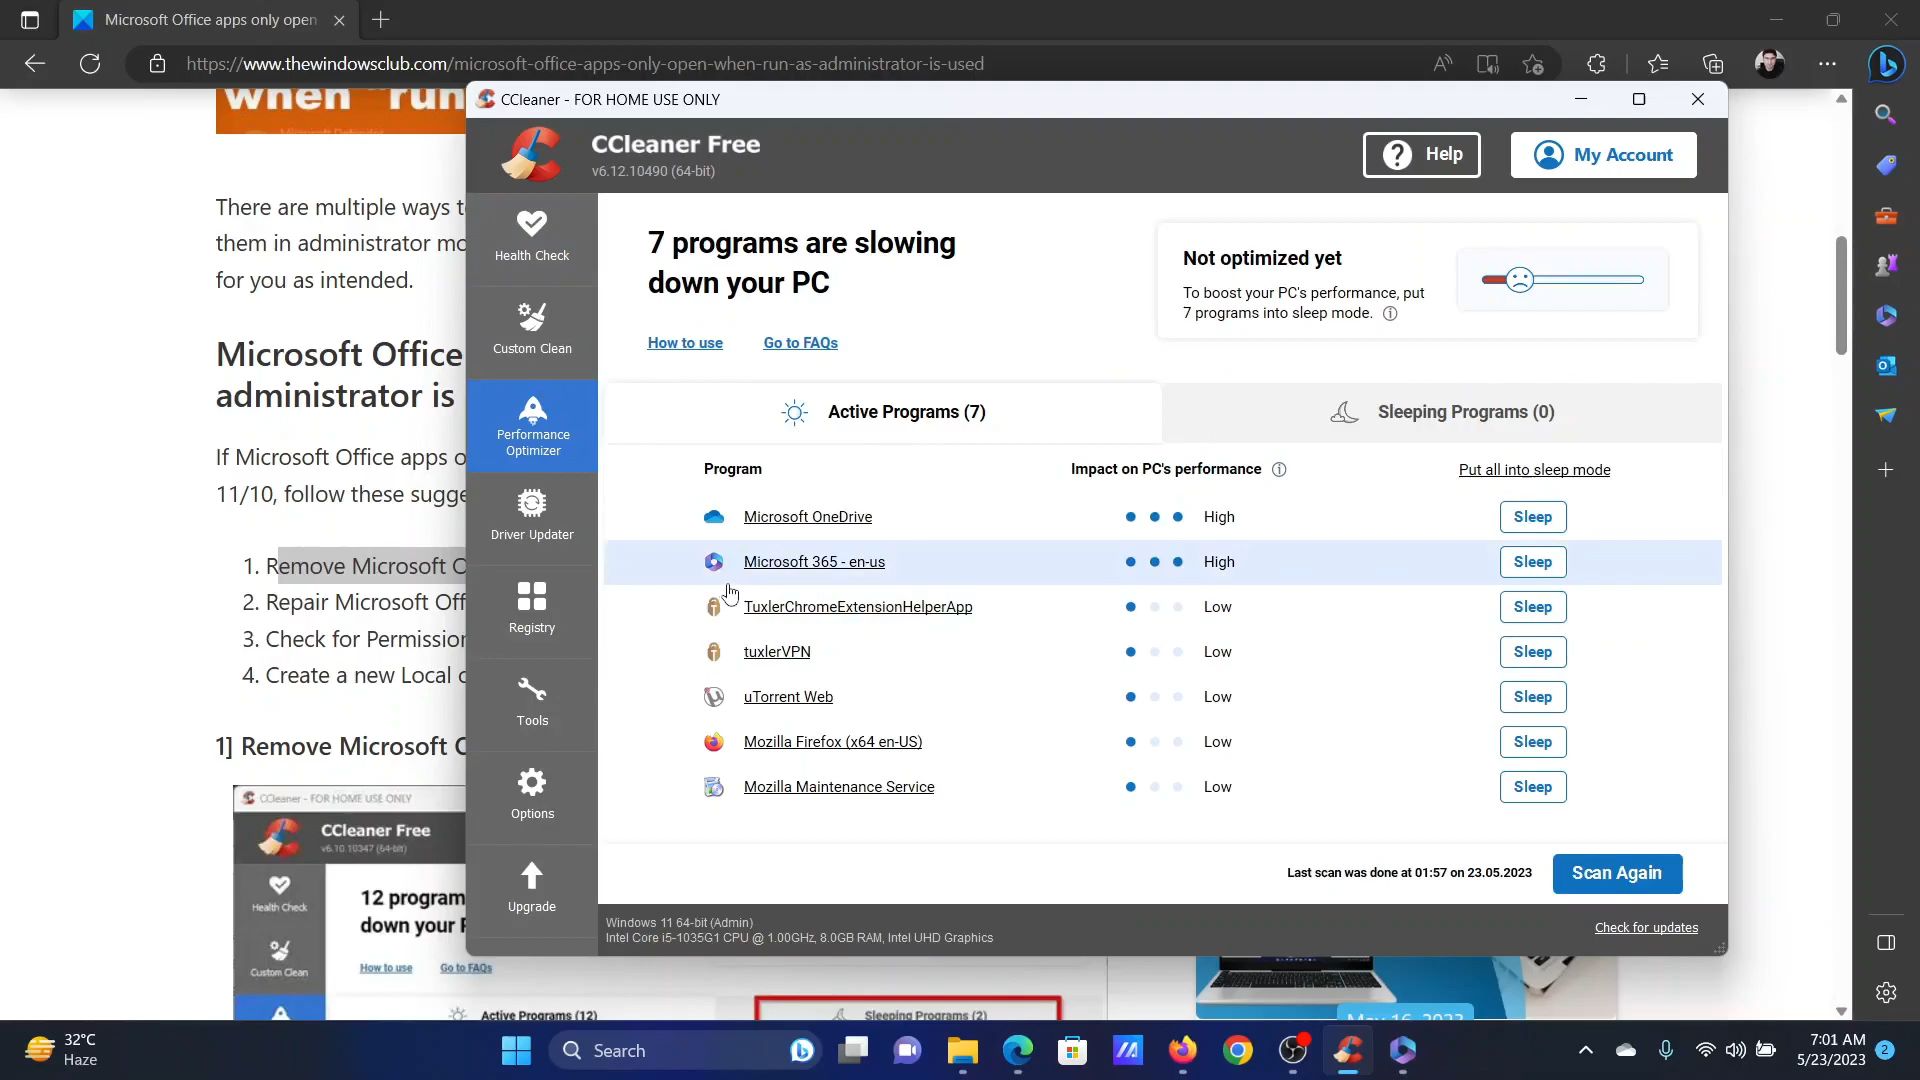 Microsoft Office apps only open
https://www.thewindowsclub.com/microsoft-office-apps-only-open-when-run-as-administrator-is-used
when "run
There are multiple ways t
them in administrator mo
for you as intended.
Microsoft Office
administrator is
If Microsoft Office apps o
11/10, follow these sugge
1. Remove Microsoft O
2. Repair Microsoft Off
3. Check for Permission
4. Create a new Local o
1] Remove Microsoft O
CCleaner - FOR HOME USE ONLY
CCleaner Free
v6.10.10347 (64-bit)
Health Check
Custom Clean
12 program
down your P
How to use
Go to FAQs
Active Programs (12)
Sleeping Programs (2)
May 16, 2023
CCleaner - FOR HOME USE ONLY
CCleaner Free
v6.12.10490 (64-bit)
Help
My Account
Health Check
Custom Clean
Performance
Optimizer
Driver Updater
Registry
Tools
Options
Upgrade
7 programs are slowing
down your PC
How to use
Go to FAQs
Not optimized yet
To boost your PC's performance, put
7 programs into sleep mode.
Active Programs (7)
Sleeping Programs (0)
Program
Impact on PC's performance
Put all into sleep mode
Microsoft OneDrive
High
Sleep
Microsoft 365 - en-us
High
Sleep
TuxlerChromeExtensionHelperApp
Low
Sleep
tuxlerVPN
Low
Sleep
uTorrent Web
Low
Sleep
Mozilla Firefox (x64 en-US)
Low
Sleep
Mozilla Maintenance Service
Low
Sleep
Last scan was done at 01:57 on 23.05.2023
Scan Again
Windows 11 64-bit (Admin)
Intel Core i5-1035G1 CPU @ 1.00GHz, 8.0GB RAM, Intel UHD Graphics
Check for updates
32°C
Haze
Search
7:01 AM
5/23/2023
2